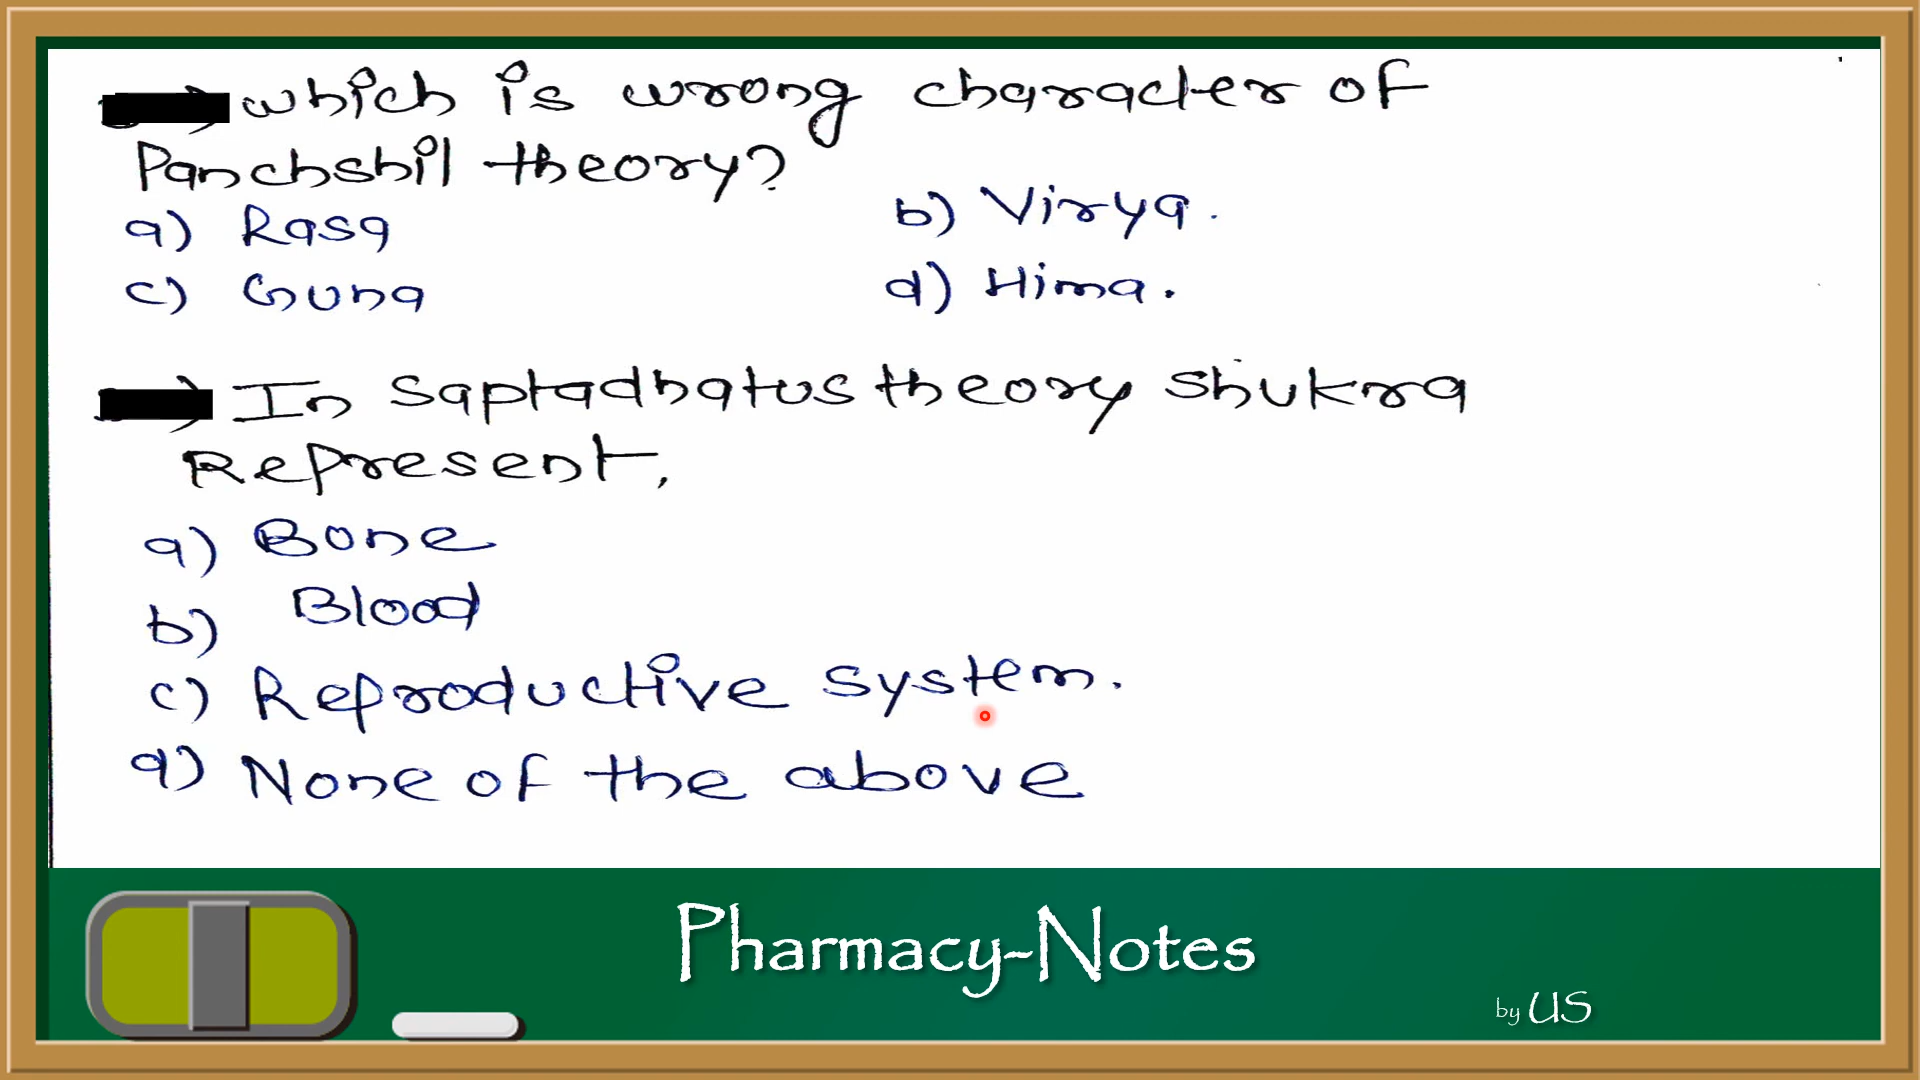 which is wrong character of
Panchshil theory?
a) Rasa b) Virya.
c) Guna d) Hima.
In Saptadhatus theory Shukra
Represent,
a) Bone
b) Blood
c) Reproductive system.
d) None of the above
Pharmacy-Notes
by US